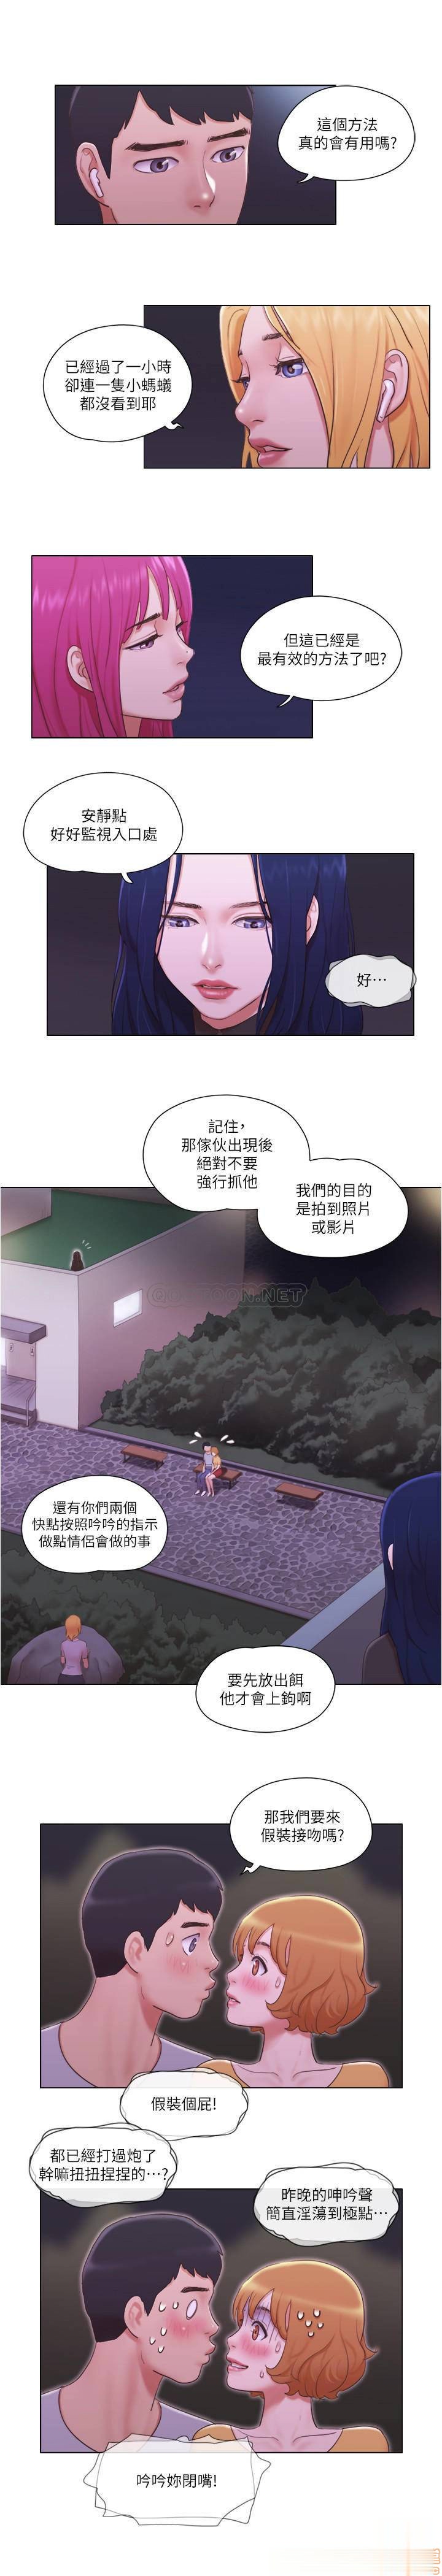 這個方法
真的會有用嗎?
已經過了一小時
卻連一隻小螞蟻
都沒看到耶
但這已經是
最有效的方法了吧?
安靜點
好好監視入口處
好…
記住,
那傢伙出現後
絕對不要
強行抓他
我們的目的
是拍到照片
或影片
還有你們兩個
快點按照吟吟的指示
做點情侶會做的事
要先放出餌
他才會上鉤啊
那我們要來
假裝接吻嗎?
假裝個屁!
都已經打過炮了
幹嘛扭扭捏捏的…?
昨晚的呻吟聲
簡直淫蕩到極點…
吟吟妳閉嘴!